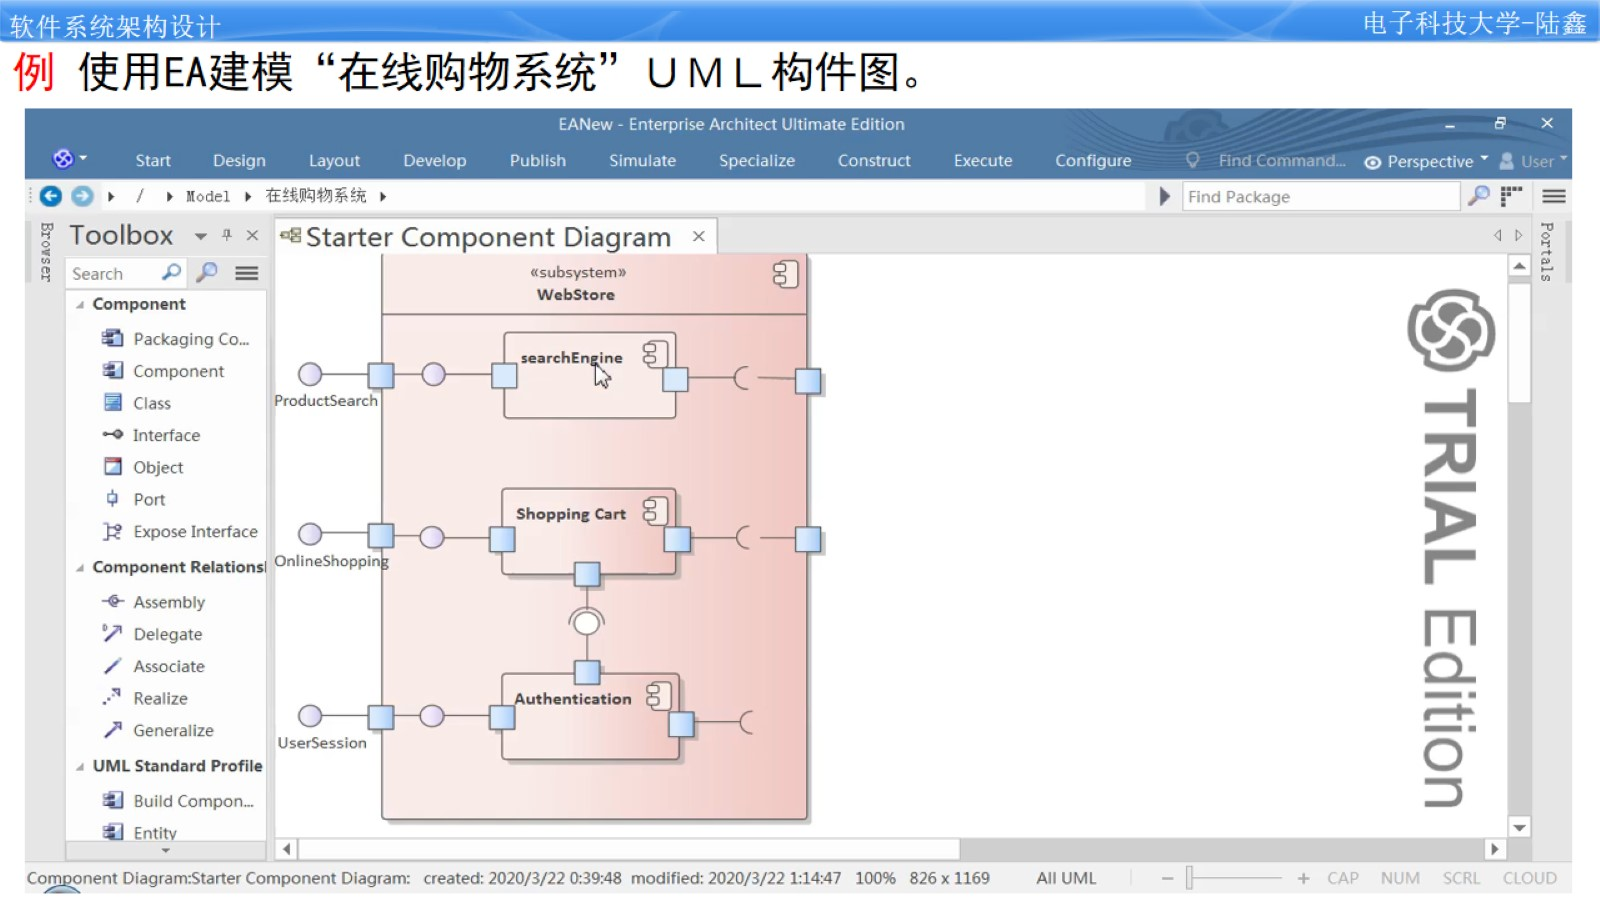 软件系统架构设计
电子科技大学-陆鑫
例 使用EA建模“在线购物系统”ＵＭＬ构件图。
EANew - Enterprise Architect Ultimate Edition
Start Design Layout Develop Publish Simulate Specialize Construct Execute Configure Find Command... Perspective User
/ Model 在线购物系统
Find Package
Browser
Toolbox
Search
Component
Packaging Co...
Component
Class
Interface
Object
Port
Expose Interface
Component Relations
Assembly
Delegate
Associate
Realize
Generalize
UML Standard Profile
Build Compon...
Entity
Starter Component Diagram
«subsystem»
WebStore
searchEngine
ProductSearch
Shopping Cart
OnlineShopping
Authentication
UserSession
TRIAL Edition
Portals
Component Diagram:Starter Component Diagram: created: 2020/3/22 0:39:48 modified: 2020/3/22 1:14:47 100% 826 x 1169 All UML CAP NUM SCRL CLOUD